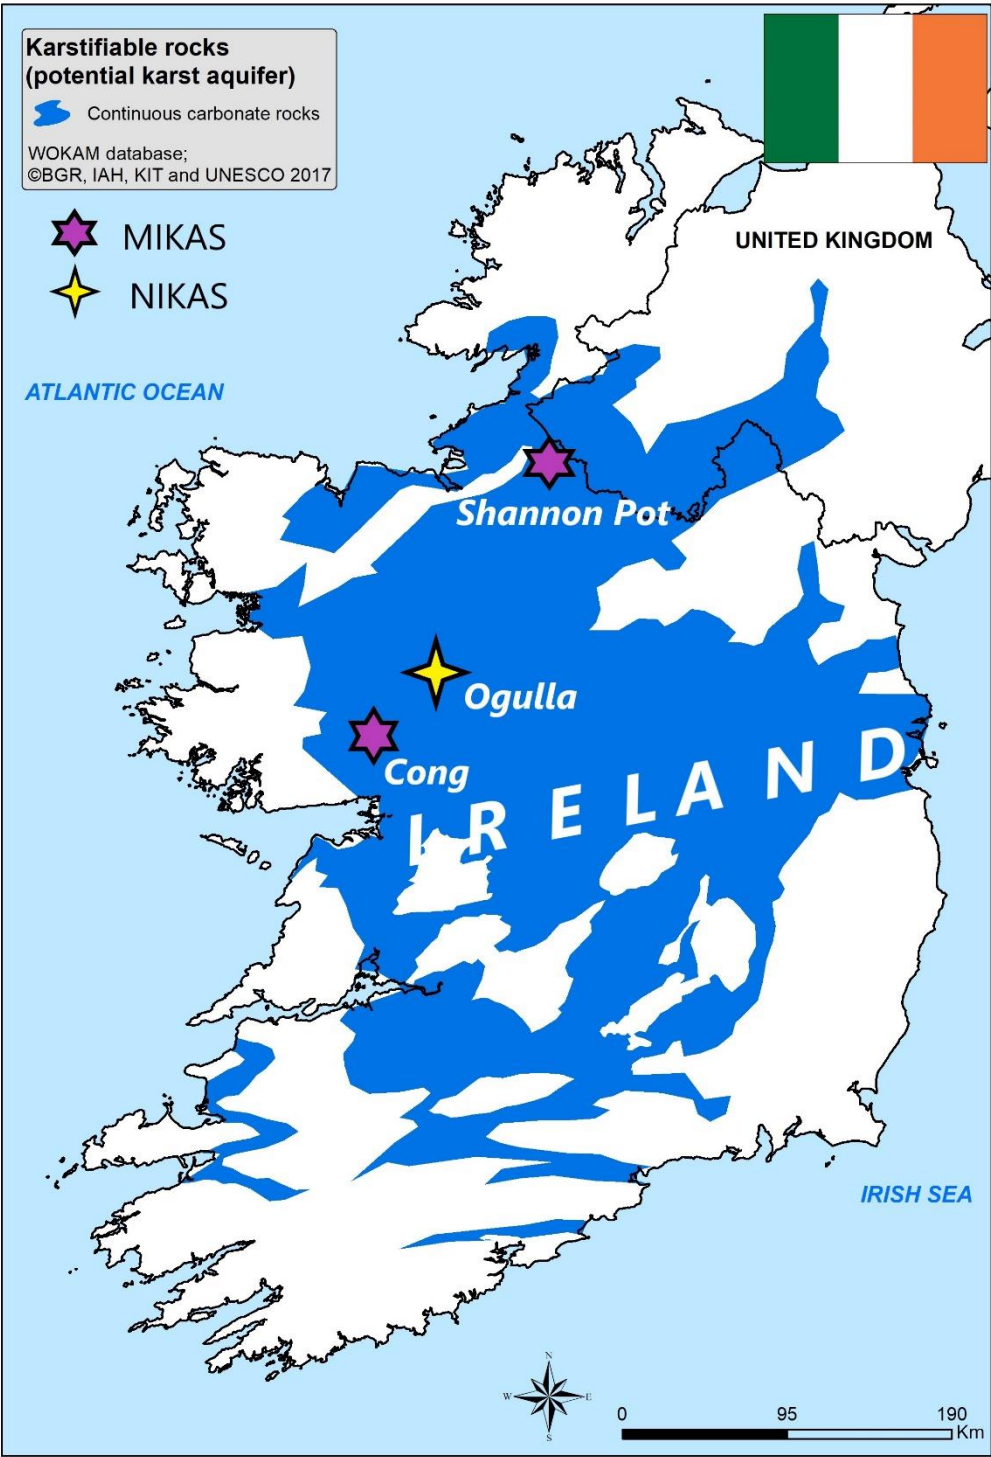 Karstifiable rocks
(potential karst aquifer)
Continuous carbonate rocks
WOKAM database;
©BGR, IAH, KIT and UNESCO 2017
MIKAS
NIKAS
UNITED KINGDOM
ATLANTIC OCEAN
Shannon Pot
Ogulla
Cong
IRELAND
IRISH SEA
N
W E
S
0 95 190
Km